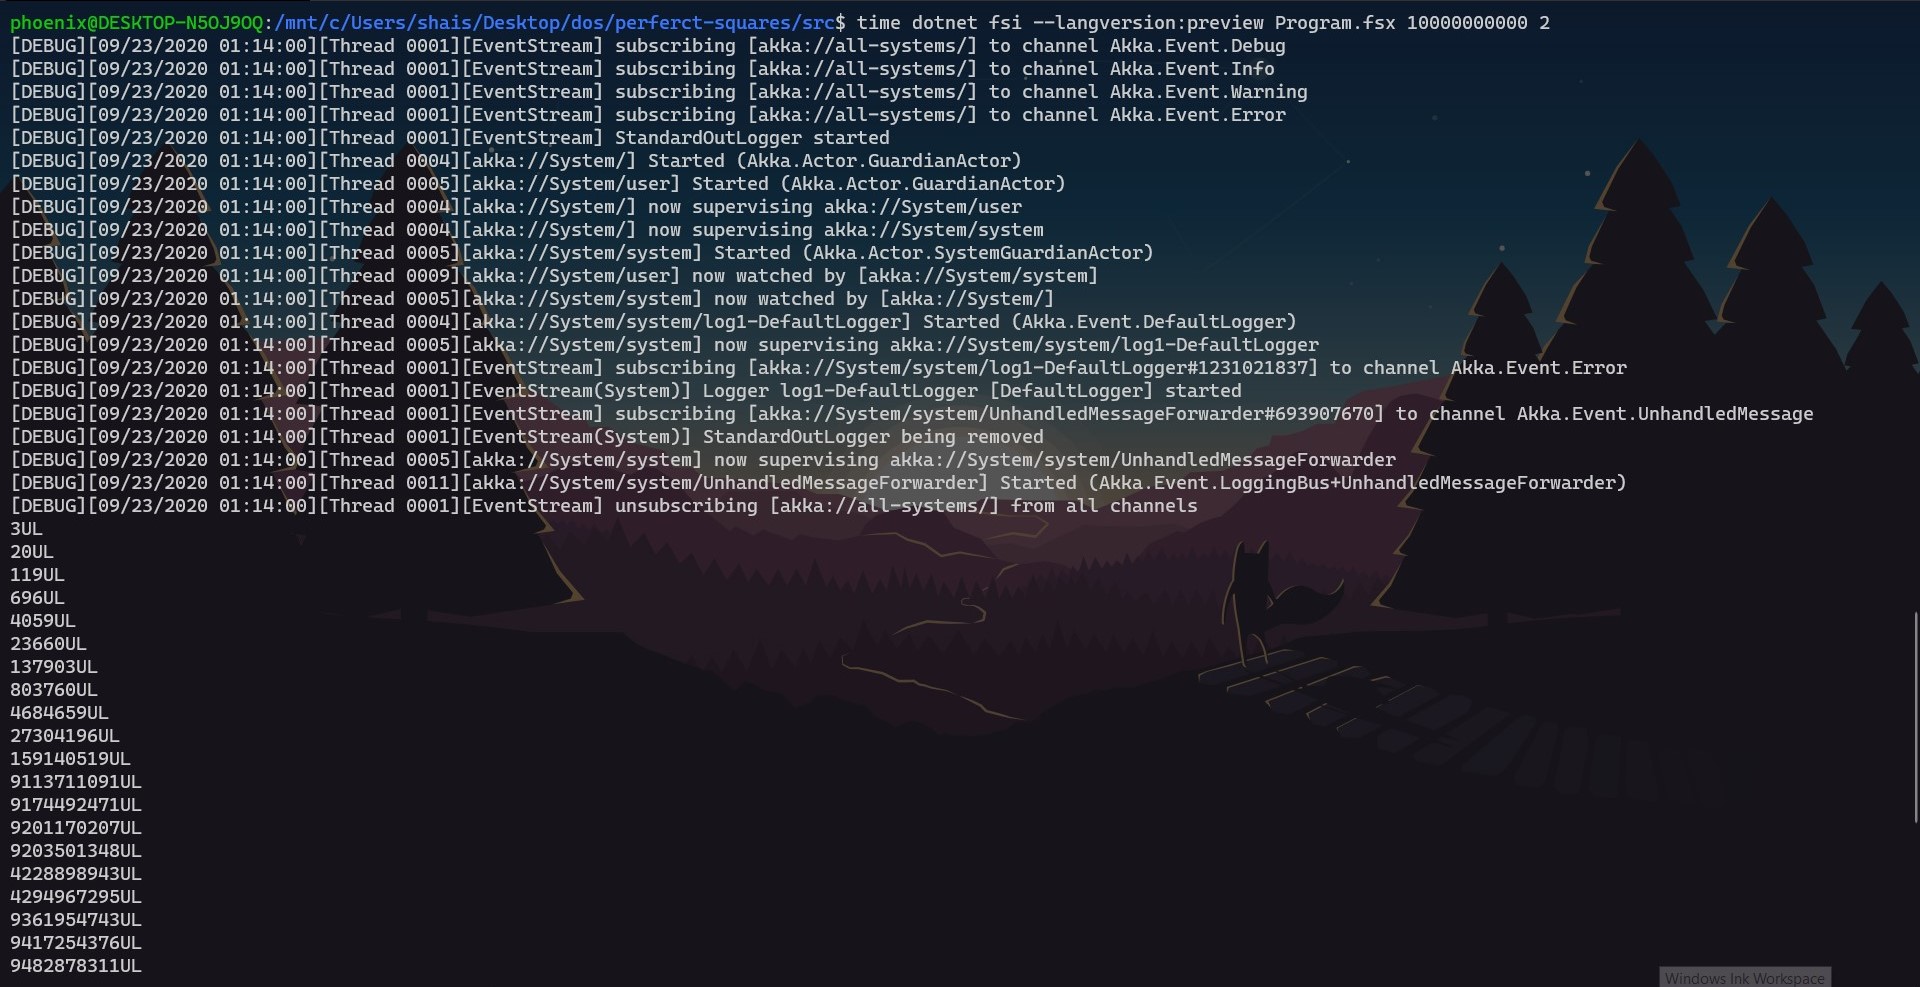 phoenix@DESKTOP-N5OJ9OQ:/mnt/c/Users/shais/Desktop/dos/perferct-squares/src$ time dotnet fsi --langversion:preview Program.fsx 10000000000 2
[DEBUG][09/23/2020 01:14:00][Thread 0001][EventStream] subscribing [akka://all-systems/] to channel Akka.Event.Debug
[DEBUG][09/23/2020 01:14:00][Thread 0001][EventStream] subscribing [akka://all-systems/] to channel Akka.Event.Info
[DEBUG][09/23/2020 01:14:00][Thread 0001][EventStream] subscribing [akka://all-systems/] to channel Akka.Event.Warning
[DEBUG][09/23/2020 01:14:00][Thread 0001][EventStream] subscribing [akka://all-systems/] to channel Akka.Event.Error
[DEBUG][09/23/2020 01:14:00][Thread 0001][EventStream] StandardOutLogger started
[DEBUG][09/23/2020 01:14:00][Thread 0004][akka://System/] Started (Akka.Actor.GuardianActor)
[DEBUG][09/23/2020 01:14:00][Thread 0005][akka://System/user] Started (Akka.Actor.GuardianActor)
[DEBUG][09/23/2020 01:14:00][Thread 0004][akka://System/] now supervising akka://System/user
[DEBUG][09/23/2020 01:14:00][Thread 0004][akka://System/] now supervising akka://System/system
[DEBUG][09/23/2020 01:14:00][Thread 0005][akka://System/system] Started (Akka.Actor.SystemGuardianActor)
[DEBUG][09/23/2020 01:14:00][Thread 0009][akka://System/user] now watched by [akka://System/system]
[DEBUG][09/23/2020 01:14:00][Thread 0005][akka://System/system] now watched by [akka://System/]
[DEBUG][09/23/2020 01:14:00][Thread 0004][akka://System/system/log1-DefaultLogger] Started (Akka.Event.DefaultLogger)
[DEBUG][09/23/2020 01:14:00][Thread 0005][akka://System/system] now supervising akka://System/system/log1-DefaultLogger
[DEBUG][09/23/2020 01:14:00][Thread 0001][EventStream] subscribing [akka://System/system/log1-DefaultLogger#1231021837] to channel Akka.Event.Error
[DEBUG][09/23/2020 01:14:00][Thread 0001][EventStream(System)] Logger log1-DefaultLogger [DefaultLogger] started
[DEBUG][09/23/2020 01:14:00][Thread 0001][EventStream] subscribing [akka://System/system/UnhandledMessageForwarder#693907670] to channel Akka.Event.UnhandledMessage
[DEBUG][09/23/2020 01:14:00][Thread 0001][EventStream(System)] StandardOutLogger being removed
[DEBUG][09/23/2020 01:14:00][Thread 0005][akka://System/system] now supervising akka://System/system/UnhandledMessageForwarder
[DEBUG][09/23/2020 01:14:00][Thread 0011][akka://System/system/UnhandledMessageForwarder] Started (Akka.Event.LoggingBus+UnhandledMessageForwarder)
[DEBUG][09/23/2020 01:14:00][Thread 0001][EventStream] unsubscribing [akka://all-systems/] from all channels
3UL
20UL
119UL
696UL
4059UL
23660UL
137903UL
803760UL
4684659UL
27304196UL
159140519UL
9113711091UL
9174492471UL
9201170207UL
9203501348UL
4228898943UL
4294967295UL
9361954743UL
9417254376UL
9482878311UL
Windows Ink Workspace